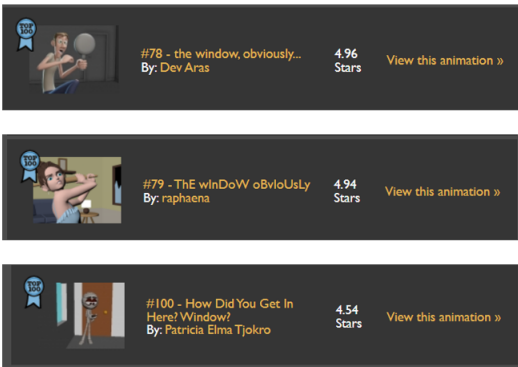 TOP 100
#78 - the window, obviously...
By: Dev Aras
4.96
Stars
View this animation »
TOP 100
#79 - ThE wInDoW oBvIoUsLy
By: raphaena
4.94
Stars
View this animation »
TOP 100
#100 - How Did You Get In
Here? Window?
By: Patricia Elma Tjokro
4.54
Stars
View this animation »